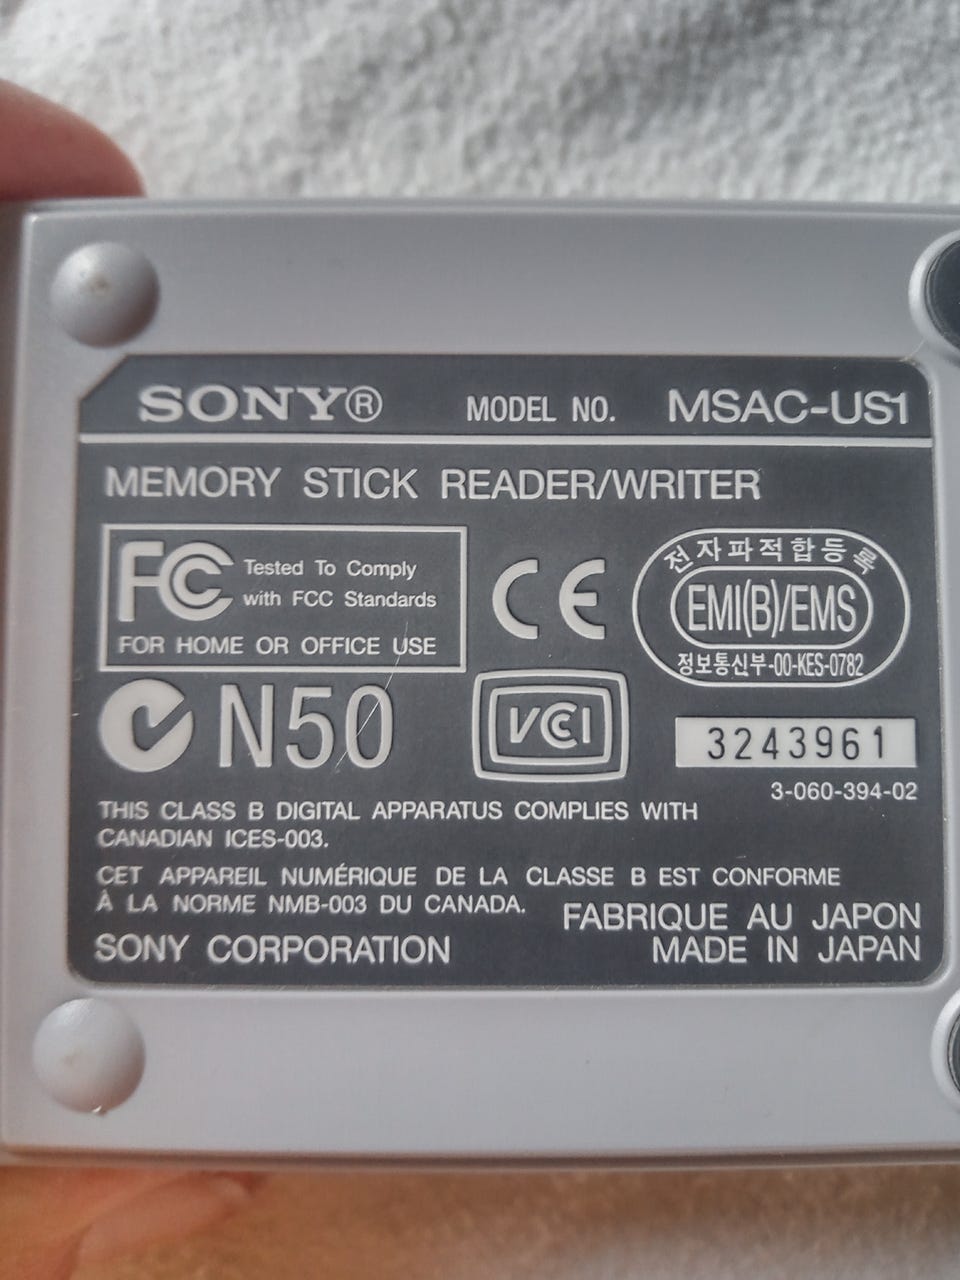 SONY® MODEL NO. MSAC-US1
MEMORY STICK READER/WRITER
FC Tested To Comply
with FCC Standards
FOR HOME OR OFFICE USE
CE
전자파적합등록
EMI(B)/EMS
정보통신부-00-KES-0782
N50
VCCI
3243961
3-060-394-02
THIS CLASS B DIGITAL APPARATUS COMPLIES WITH
CANADIAN ICES-003.
CET APPAREIL NUMÉRIQUE DE LA CLASSE B EST CONFORME
À LA NORME NMB-003 DU CANADA.
FABRIQUE AU JAPON
SONY CORPORATION MADE IN JAPAN